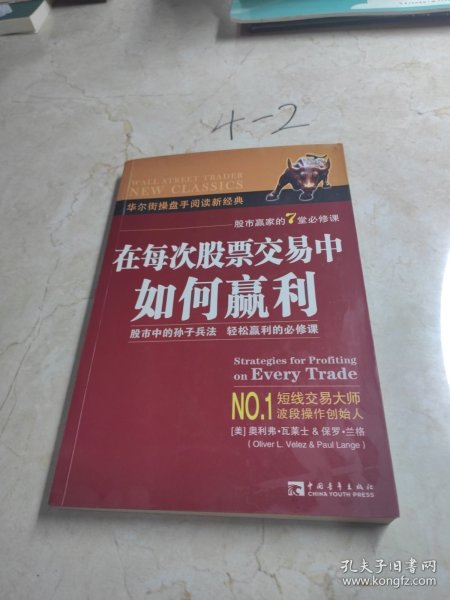 4-2
WALL STREET TRADER
NEW CLASSICS
华尔街操盘手阅读新经典
股市赢家的7堂必修课
在每次股票交易中
如何赢利
股市中的孙子兵法 轻松赢利的必修课
Strategies for Profiting
on Every Trade
NO.1 短线交易大师
波段操作创始人
[美] 奥利弗·瓦莱士 & 保罗·兰格
(Oliver L. Velez & Paul Lange)
中国青年出版社
CHINA YOUTH PRESS
孔夫子旧书网
www.kongfz.com